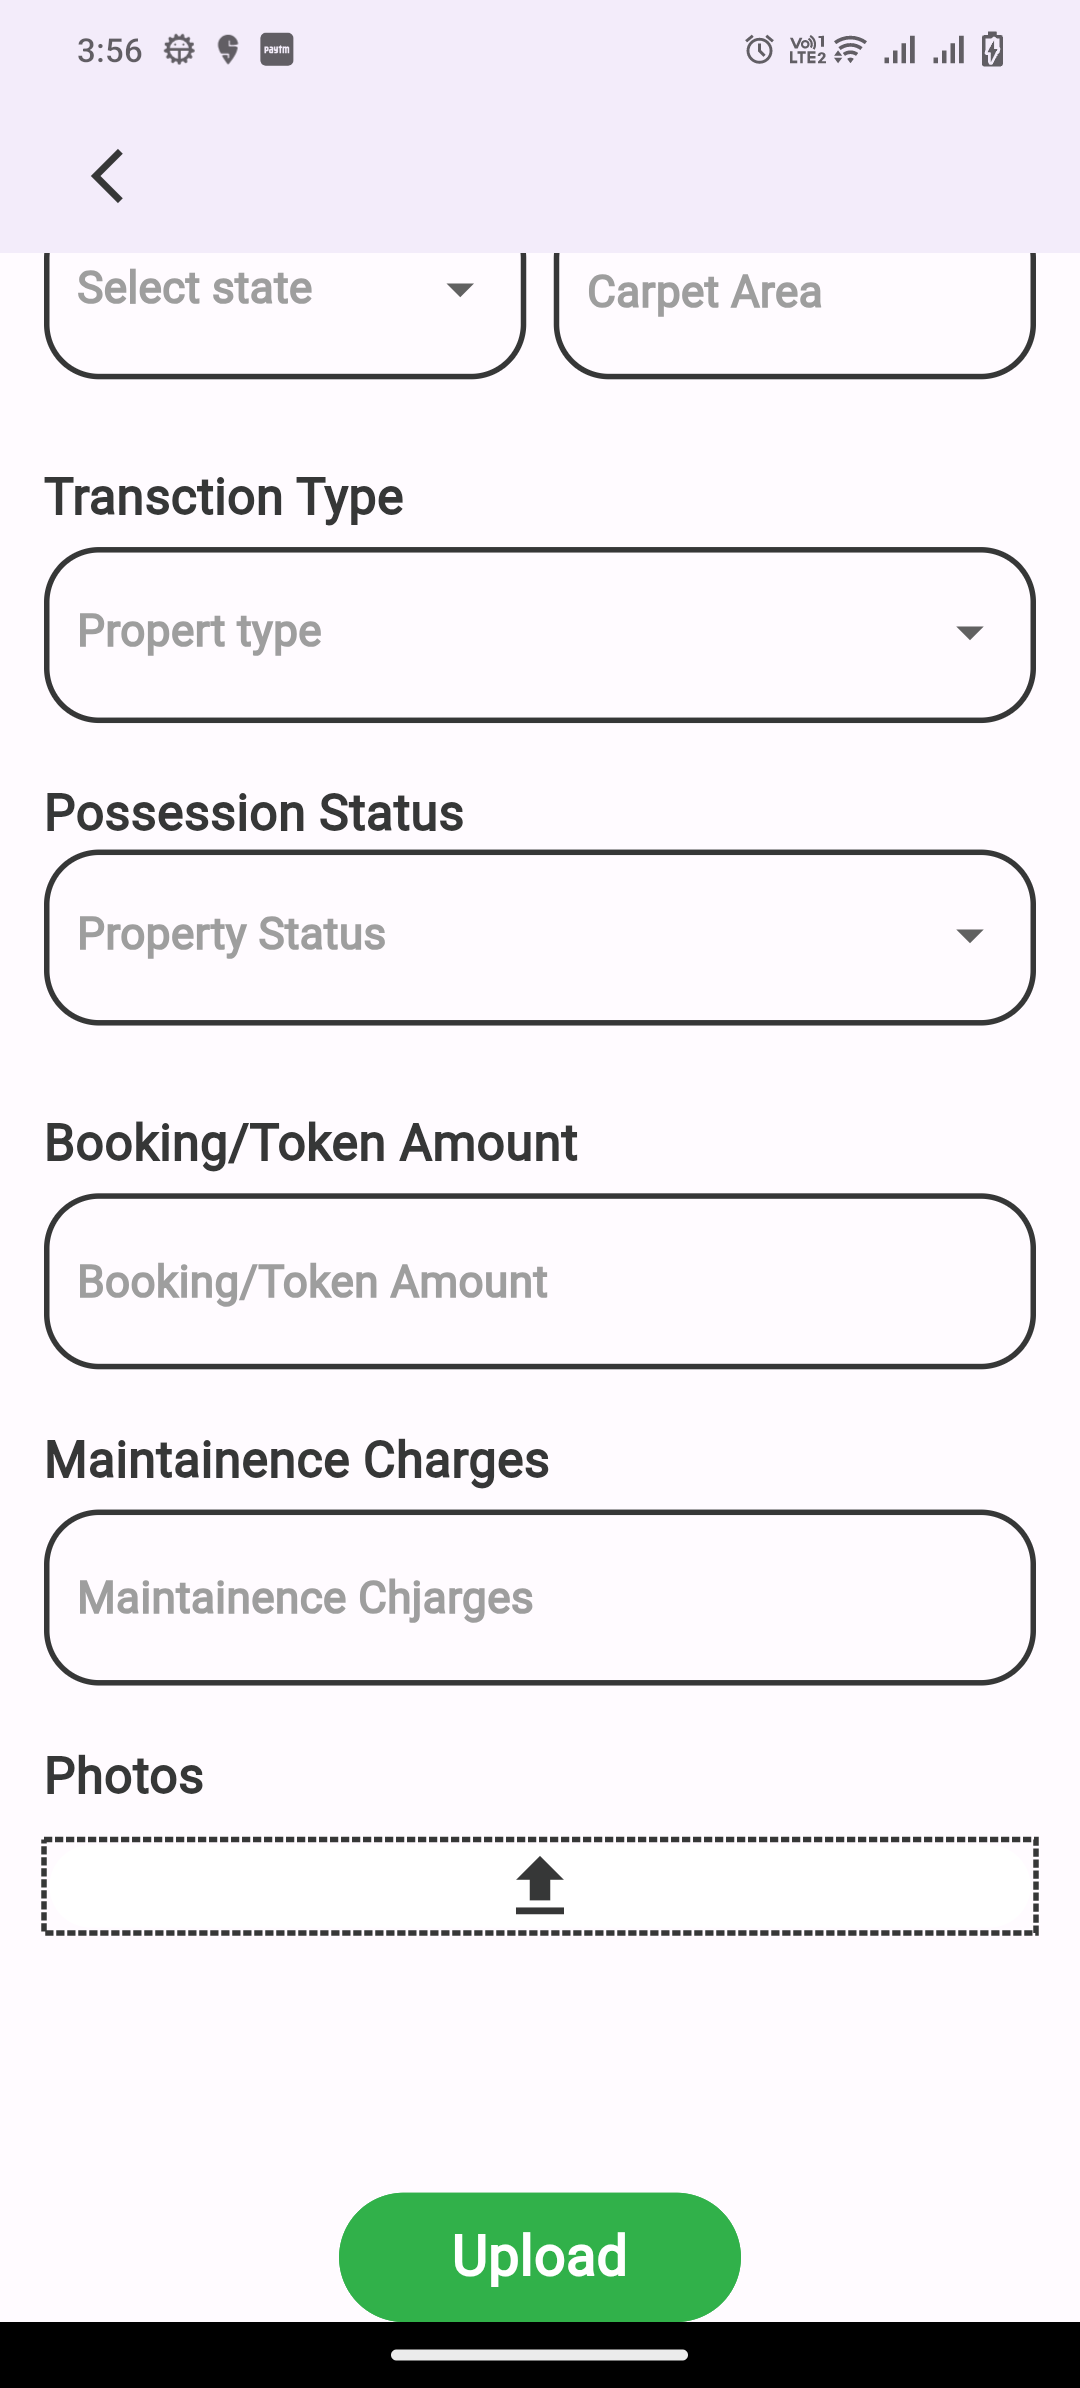 3:56 paytm Vo) 1 LTE2
Select state
Carpet Area
Transction Type
Propert type
Possession Status
Property Status
Booking/Token Amount
Booking/Token Amount
Maintainence Charges
Maintainence Chjarges
Photos
Upload